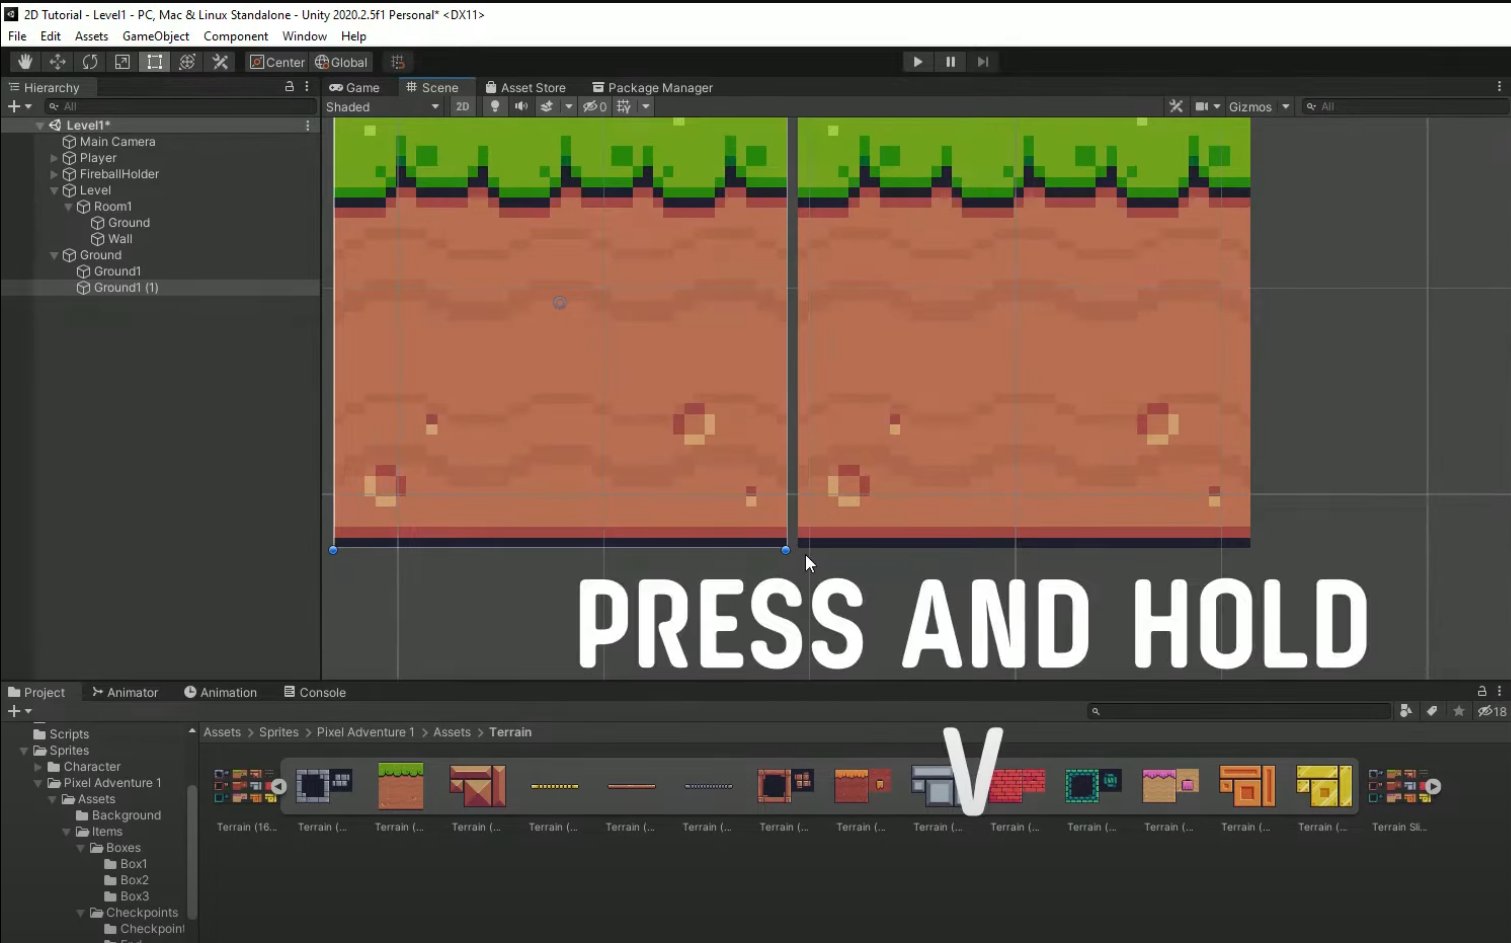 2D Tutorial - Level1 - PC, Mac & Linux Standalone - Unity 2020.2.5f1 Personal* <DX11>
File Edit Assets GameObject Component Window Help
Center Global
Hierarchy
Game Scene Asset Store Package Manager
All
Shaded 2D 0 Gizmos All
Level1*
Main Camera
Player
FireballHolder
Level
Room1
Ground
Wall
Ground
Ground1
Ground1 (1)
PRESS AND HOLD
V
Project Animator Animation Console
18
Scripts
Sprites
Character
Pixel Adventure 1
Assets
Background
Items
Boxes
Box1
Box2
Box3
Checkpoints
Checkpoint
Assets > Sprites > Pixel Adventure 1 > Assets > Terrain
Terrain (16... Terrain (... Terrain (... Terrain (... Terrain (... Terrain (... Terrain (... Terrain (... Terrain (... Terrain (... Terrain (... Terrain (... Terrain (... Terrain (... Terrain (... Terrain Sli...